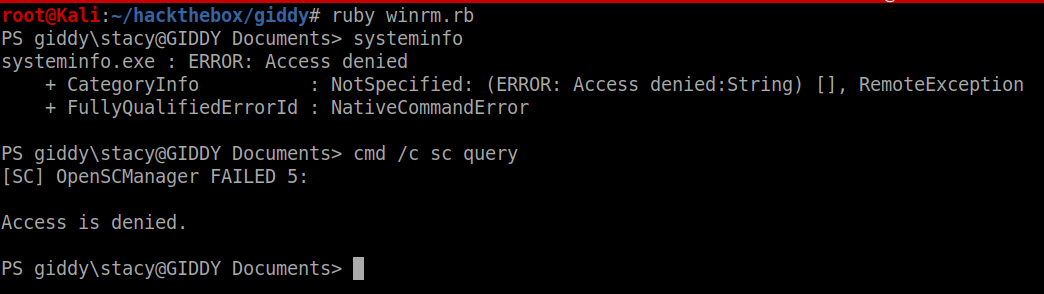 root@Kali:~/hackthebox/giddy# ruby winrm.rb
PS giddy\stacy@GIDDY Documents> systeminfo
systeminfo.exe : ERROR: Access denied
    + CategoryInfo          : NotSpecified: (ERROR: Access denied:String) [], RemoteException
    + FullyQualifiedErrorId : NativeCommandError
PS giddy\stacy@GIDDY Documents> cmd /c sc query
[SC] OpenSCManager FAILED 5:
Access is denied.
PS giddy\stacy@GIDDY Documents>